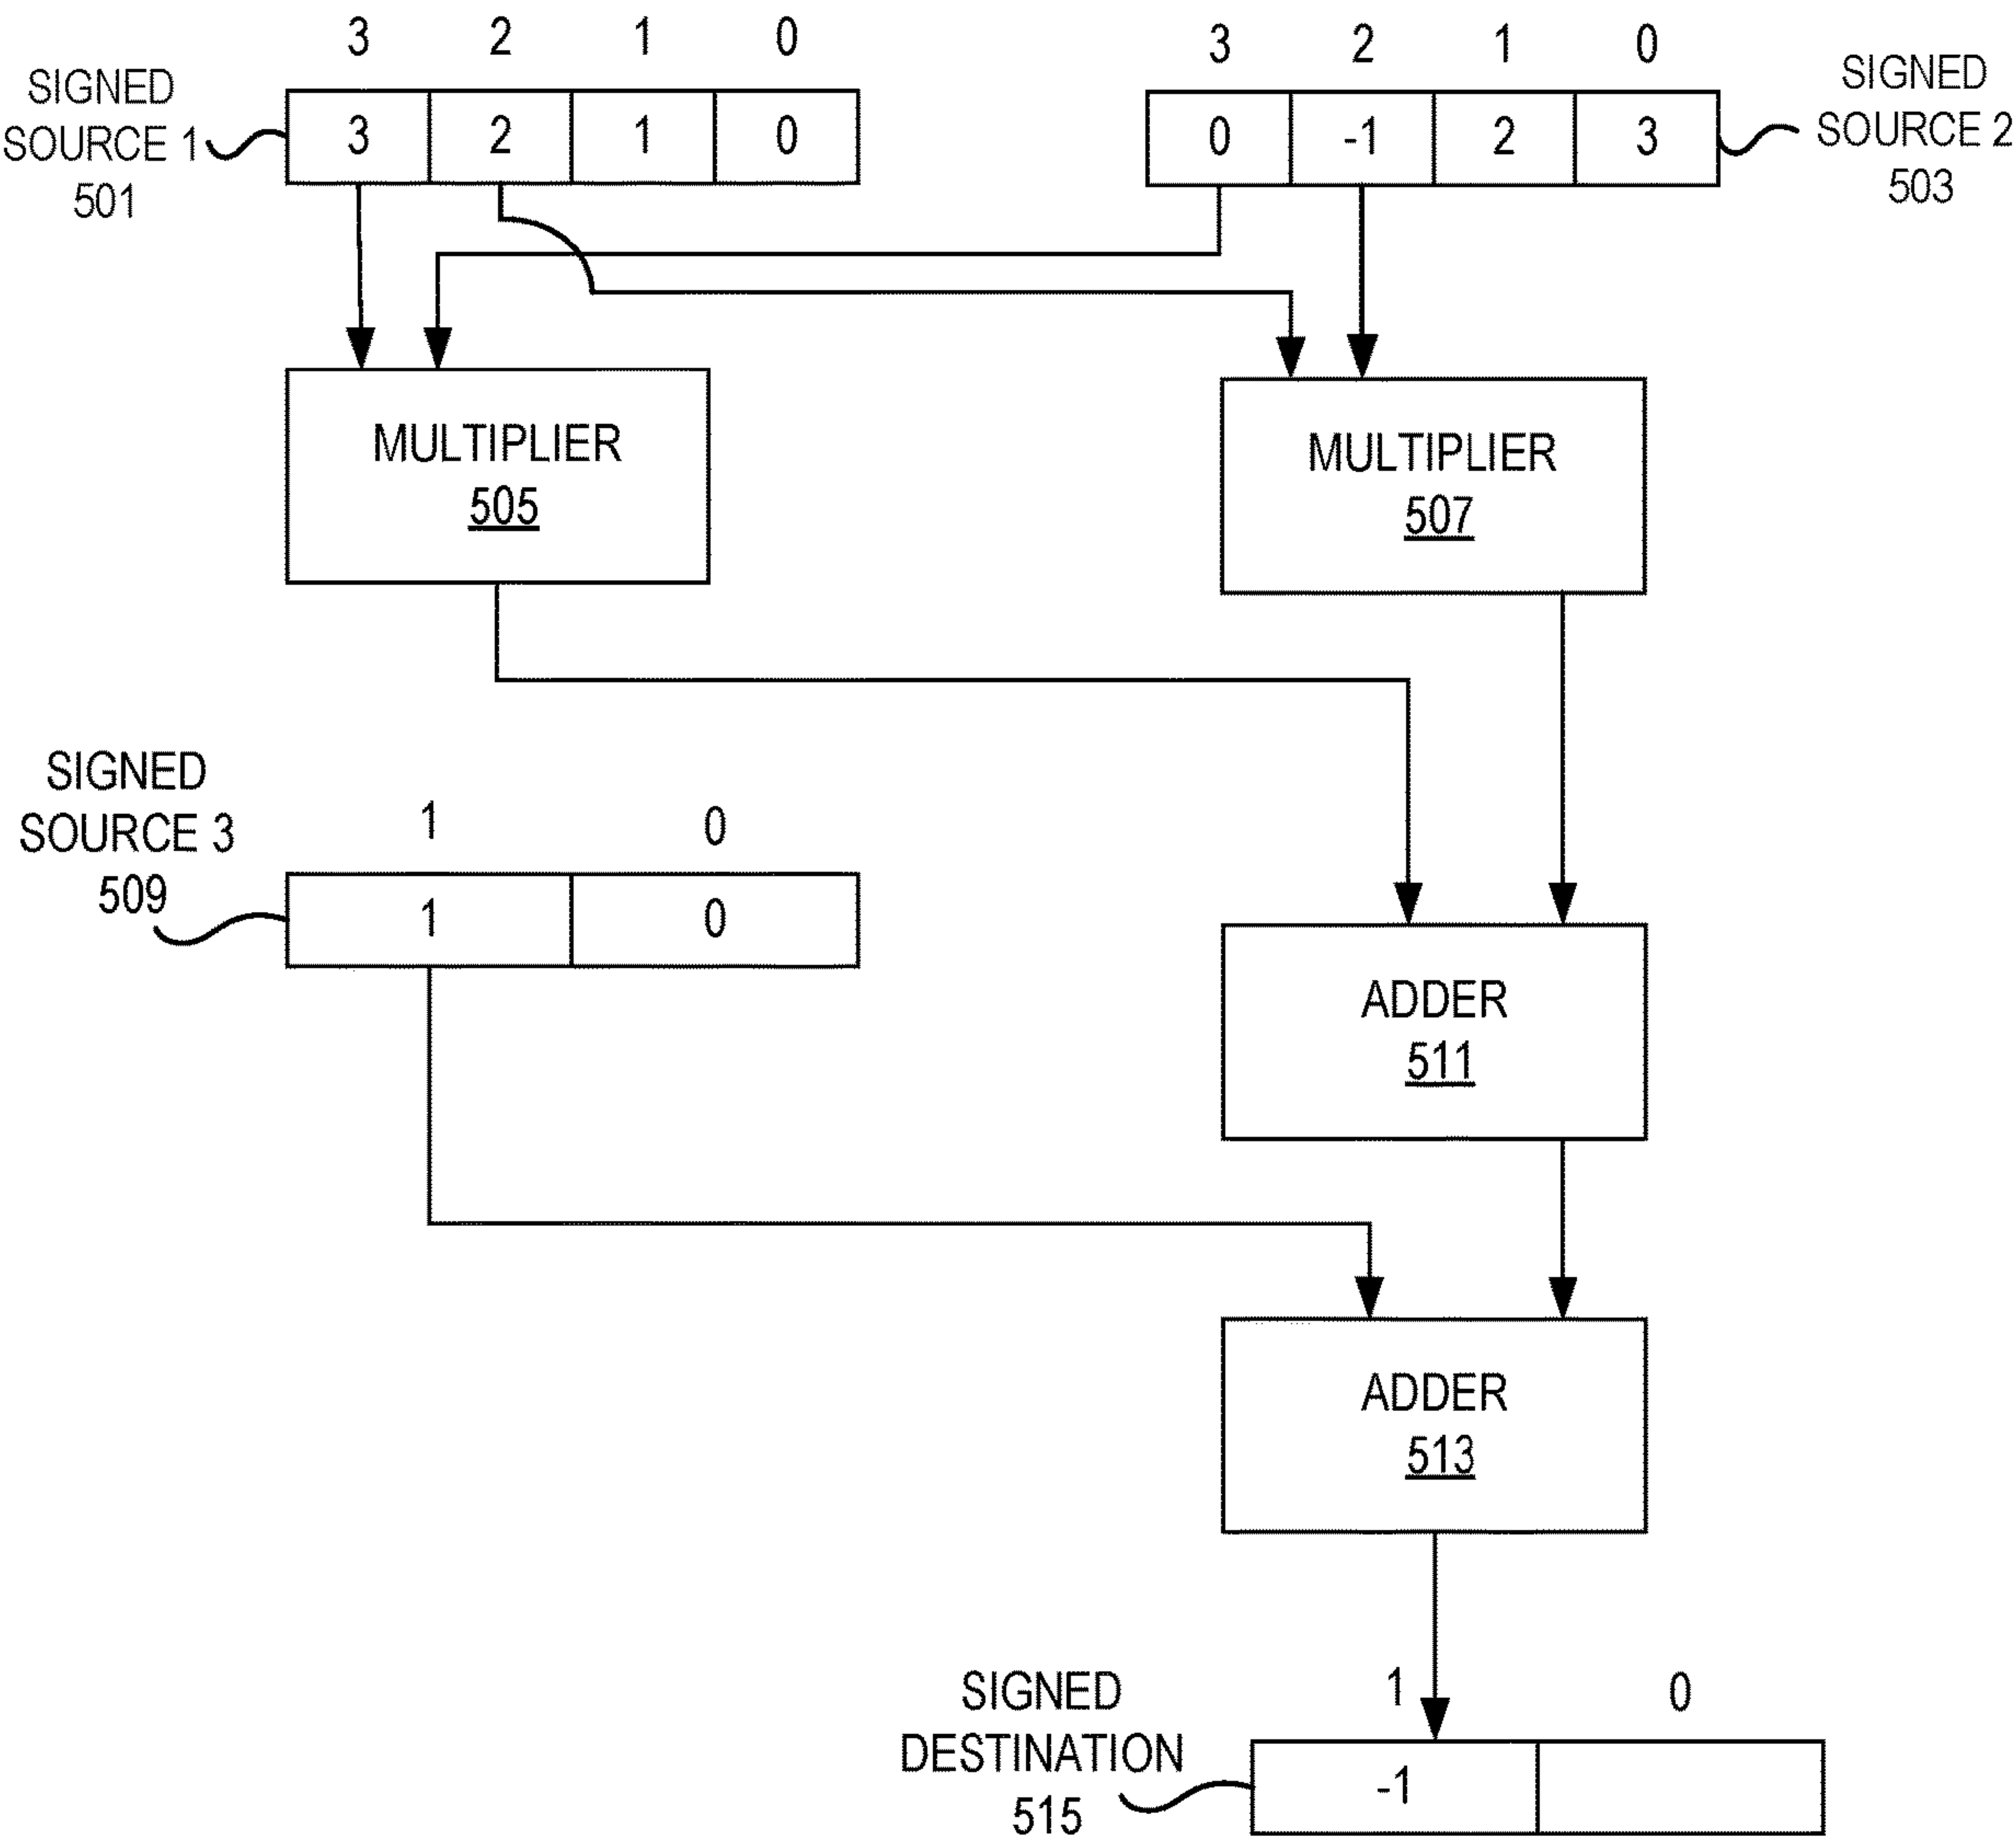 3 2 1 0
3 2 1 0
SIGNED
SOURCE 1
501
3 2 1 0
0 -1 2 3
SIGNED
SOURCE 2
503
MULTIPLIER
505
MULTIPLIER
507
SIGNED
SOURCE 3
509
1 0
1 0
ADDER
511
ADDER
513
SIGNED
DESTINATION
515
1 0
-1